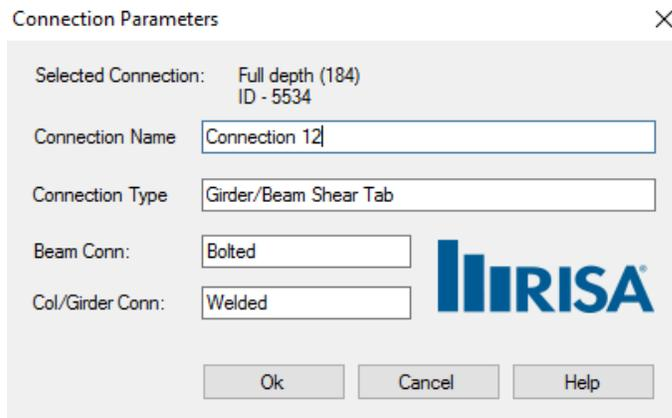 Connection Parameters
Selected Connection: Full depth (184)
ID - 5534
Connection Name Connection 12
Connection Type Girder/Beam Shear Tab
Beam Conn: Bolted
Col/Girder Conn: Welded
RISA
Ok Cancel Help